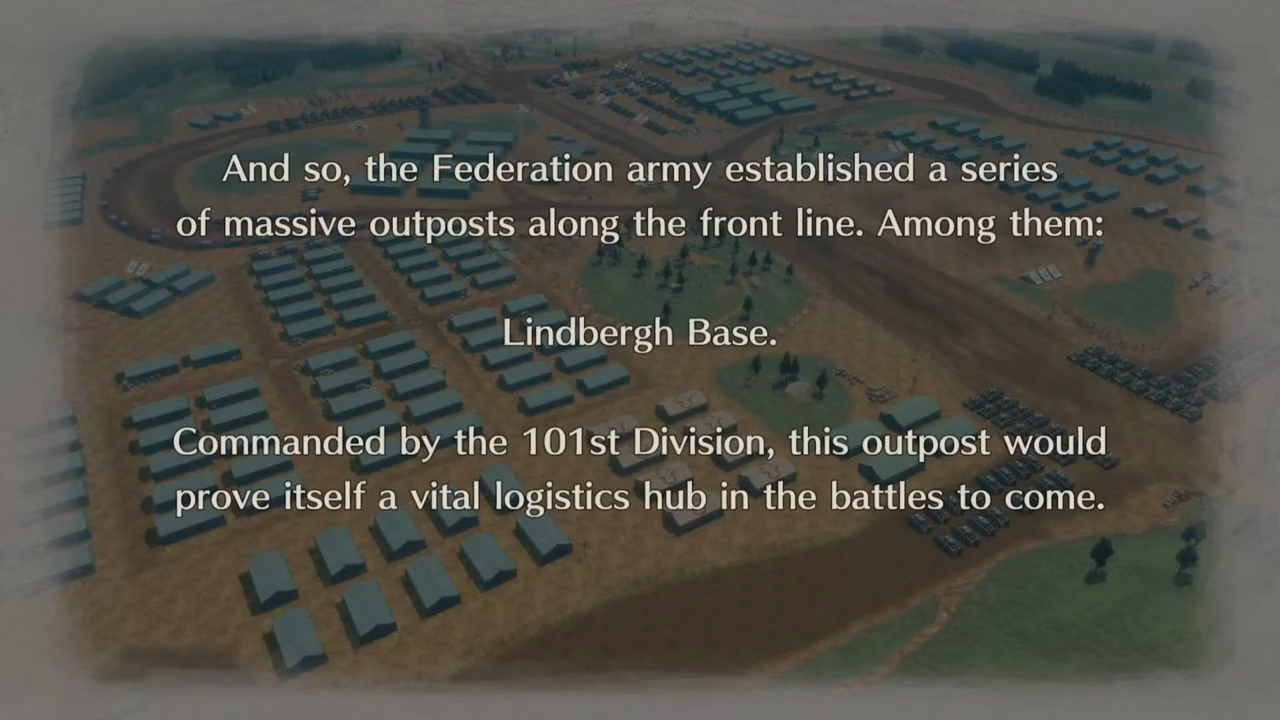 And so, the Federation army established a series
of massive outposts along the front line. Among them:
Lindbergh Base.
Commanded by the 101st Division, this outpost would
prove itself a vital logistics hub in the battles to come.